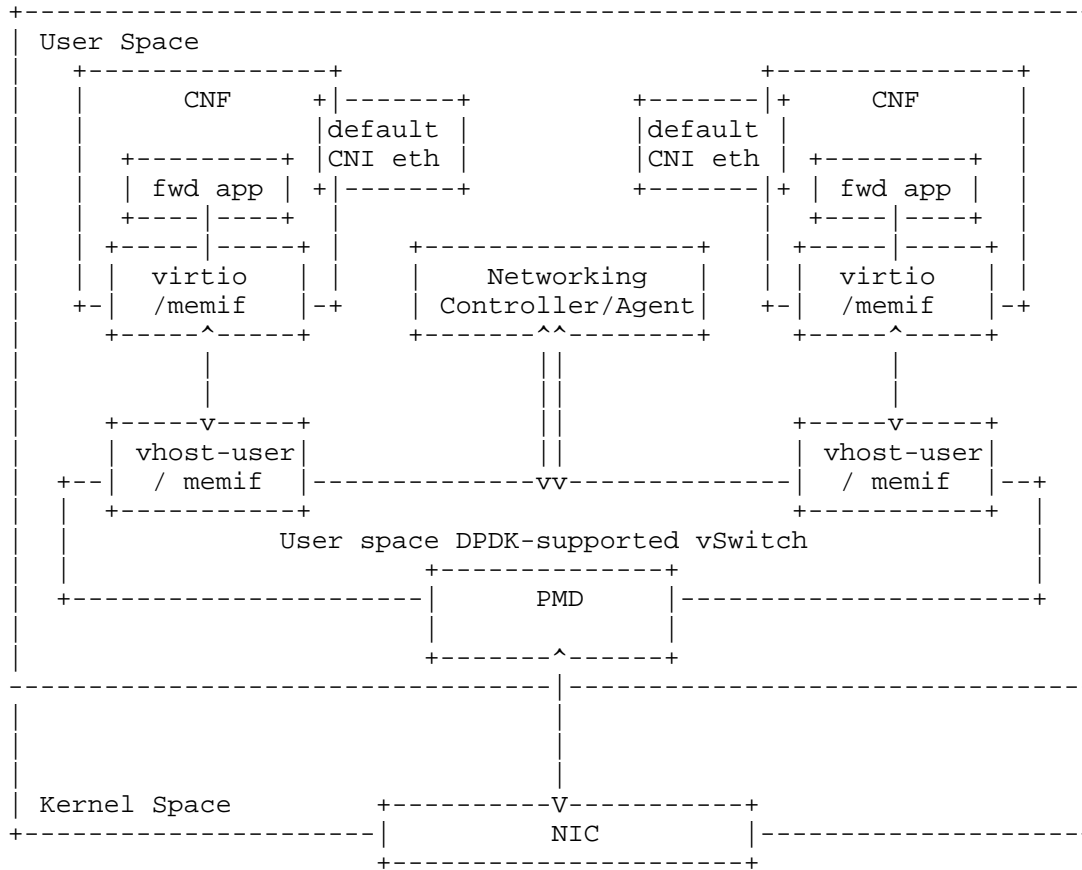 User Space
CNF CNF
default default
CNI eth CNI eth
fwd app fwd app
virtio Networking virtio
/memif Controller/Agent /memif
vhost-user vhost-user
/ memif / memif
User space DPDK-supported vSwitch
PMD
Kernel Space
NIC